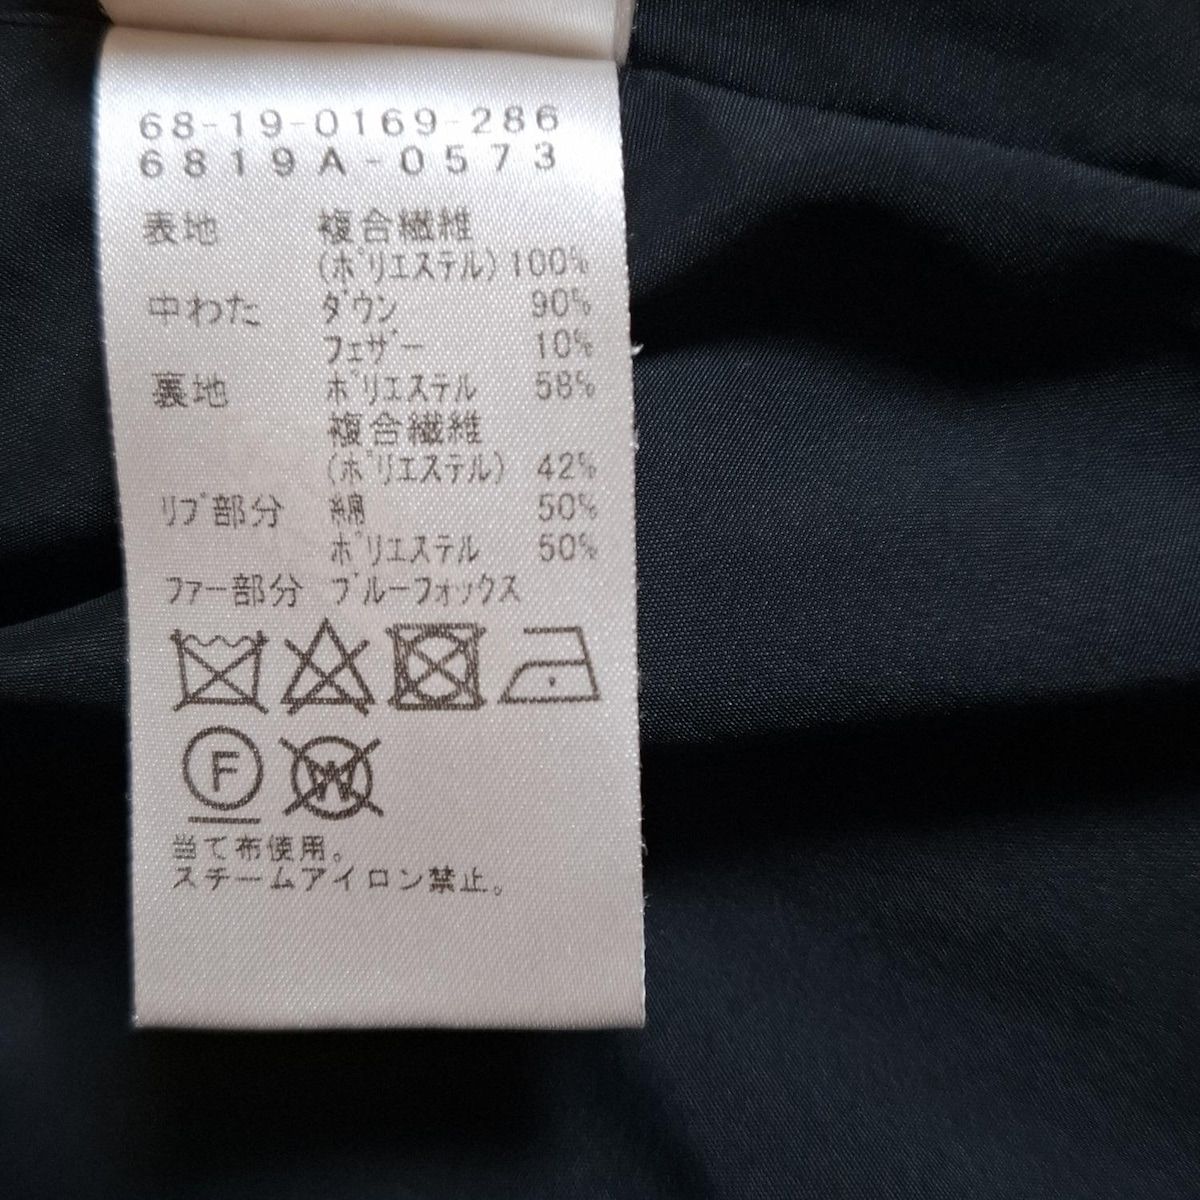 68-19-0169-286
6819A-0573
表地 複合繊維
(ポリエステル) 100%
中わた ダウン 90%
フェザー 10%
裏地 ポリエステル 58%
複合繊維
(ポリエステル) 42%
リブ部分 綿 50%
ポリエステル 50%
ファー部分 ブルーフォックス
F W
当て布使用。
スチームアイロン禁止。